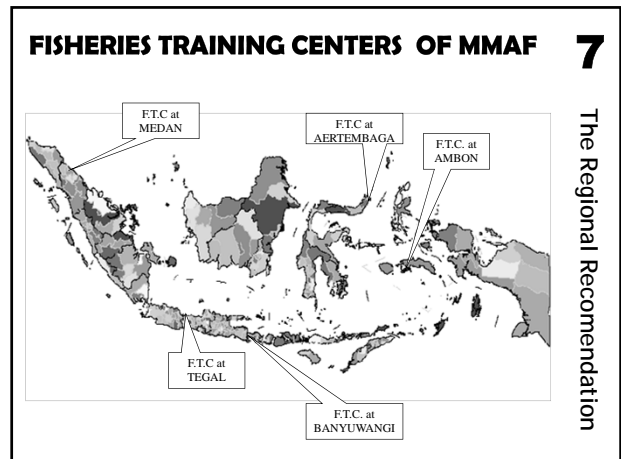 FISHERIES TRAINING CENTERS OF MMAF
7
The Regional Recomendation
F.T.C at
MEDAN
F.T.C at
AERTEMBAGA
F.T.C. at
AMBON
F.T.C at
TEGAL
F.T.C. at
BANYUWANGI